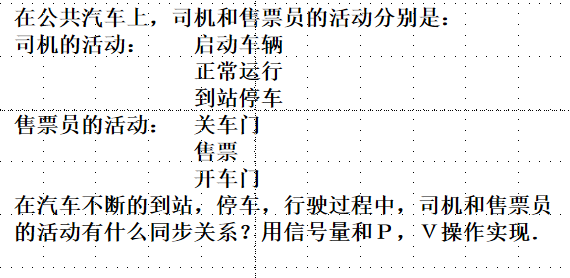 在公共汽车上，司机和售票员的活动分别是：
司机的活动： 启动车辆
正常运行
到站停车
售票员的活动： 关车门
售票
开车门
在汽车不断的到站，停车，行驶过程中，司机和售票员
的活动有什么同步关系？用信号量和Ｐ，Ｖ操作实现．